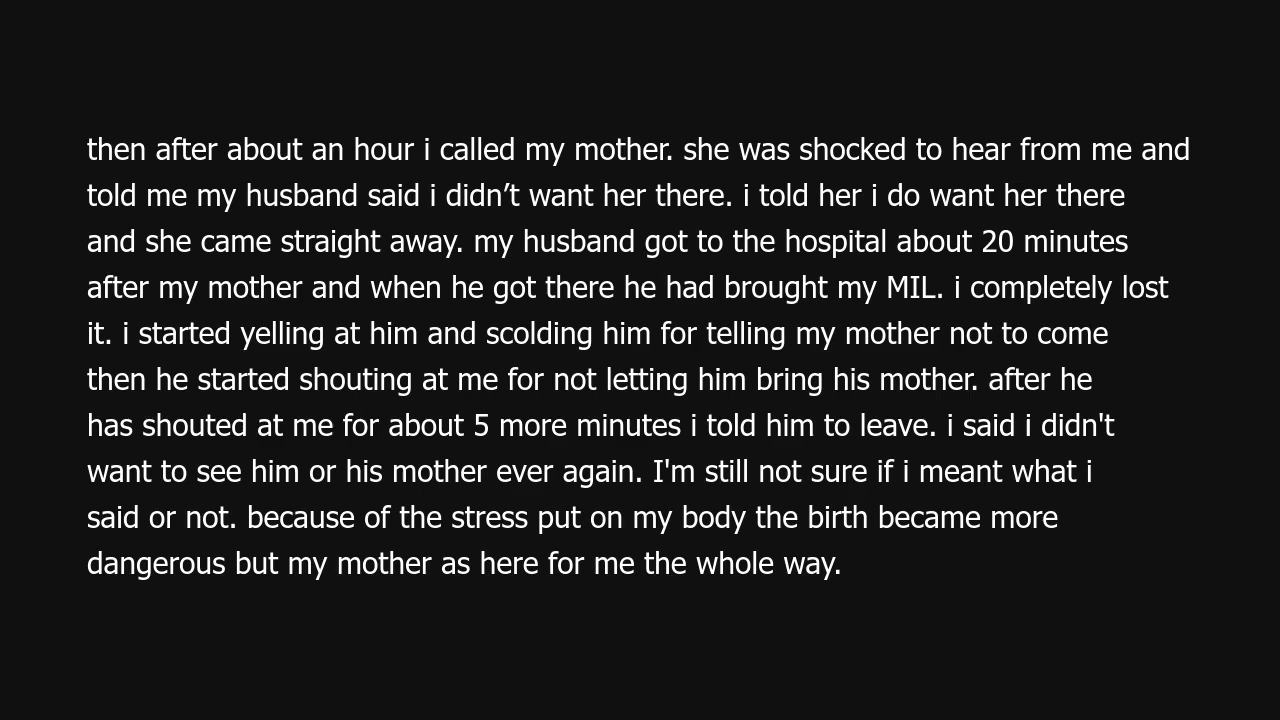 then after about an hour i called my mother. she was shocked to hear from me and
told me my husband said i didn’t want her there. i told her i do want her there
and she came straight away. my husband got to the hospital about 20 minutes
after my mother and when he got there he had brought my MIL. i completely lost
it. i started yelling at him and scolding him for telling my mother not to come
then he started shouting at me for not letting him bring his mother. after he
has shouted at me for about 5 more minutes i told him to leave. i said i didn't
want to see him or his mother ever again. I'm still not sure if i meant what i
said or not. because of the stress put on my body the birth became more
dangerous but my mother as here for me the whole way.